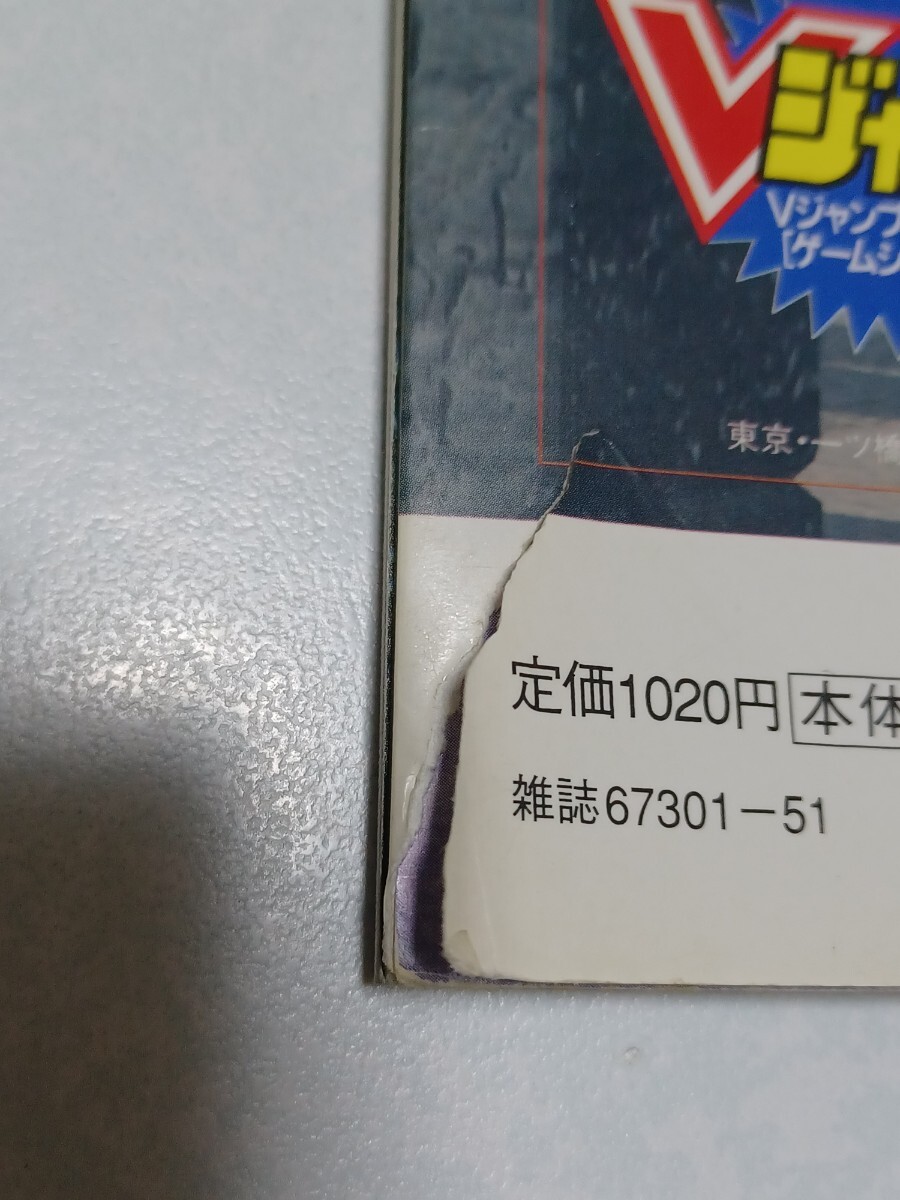 V
ジャ
Vジャンプ
[ゲームシ
東京・一ツ橋
定価1020円 本体
雑誌67301-51